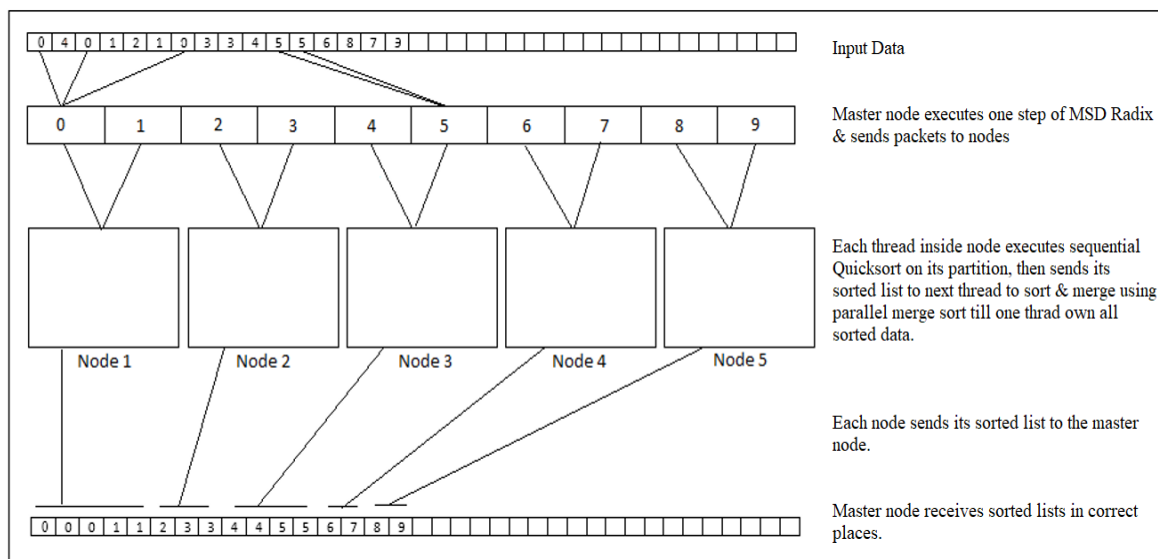 0 4 0 1 2 1 0 3 3 4 5 5 6 8 7 9
Input Data
0 1 2 3 4 5 6 7 8 9
Master node executes one step of MSD Radix
& sends packets to nodes
Each thread inside node executes sequential
Quicksort on its partition, then sends its
sorted list to next thread to sort & merge using
parallel merge sort till one thrad own all
sorted data.
Node 1 Node 2 Node 3 Node 4 Node 5
Each node sends its sorted list to the master
node.
0 0 0 1 1 2 3 3 4 4 5 5 6 7 8 9
Master node receives sorted lists in correct
places.